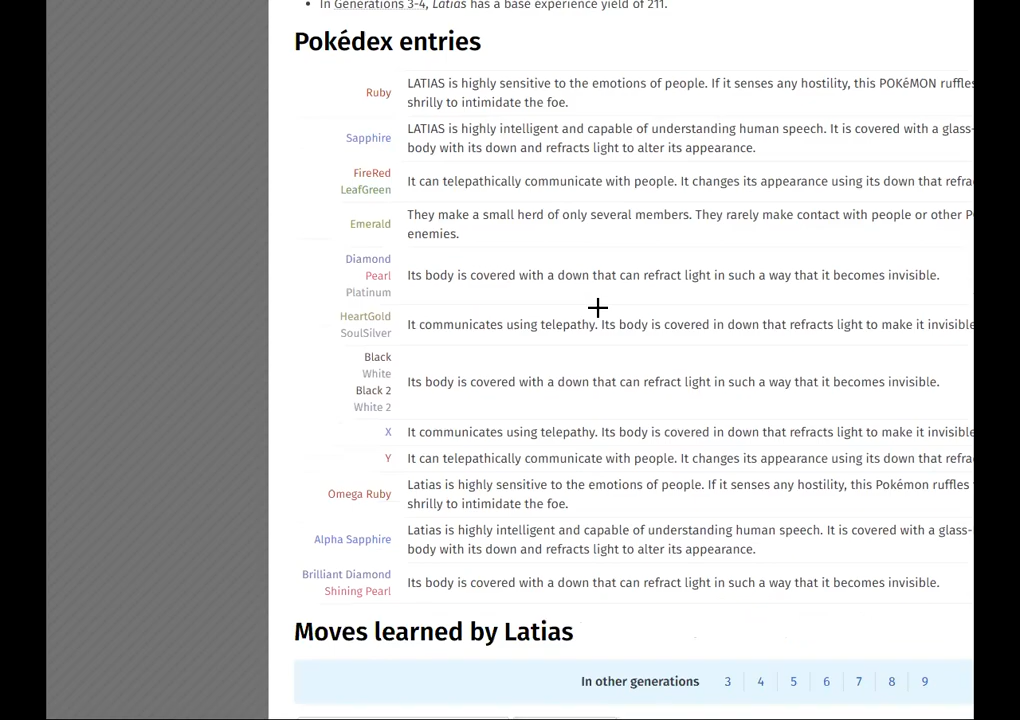 In Generations 3-4, Latias has a base experience yield of 211.
Pokédex entries
Ruby
LATIAS is highly sensitive to the emotions of people. If it senses any hostility, this POKéMON ruffles
shrilly to intimidate the foe.
Sapphire
LATIAS is highly intelligent and capable of understanding human speech. It is covered with a glass-
body with its down and refracts light to alter its appearance.
FireRed
LeafGreen
It can telepathically communicate with people. It changes its appearance using its down that refra
Emerald
They make a small herd of only several members. They rarely make contact with people or other P
enemies.
Diamond
Pearl
Platinum
Its body is covered with a down that can refract light in such a way that it becomes invisible.
HeartGold
SoulSilver
It communicates using telepathy. Its body is covered in down that refracts light to make it invisible
Black
White
Black 2
White 2
Its body is covered with a down that can refract light in such a way that it becomes invisible.
X
It communicates using telepathy. Its body is covered in down that refracts light to make it invisible
Y
It can telepathically communicate with people. It changes its appearance using its down that refra
Omega Ruby
Latias is highly sensitive to the emotions of people. If it senses any hostility, this Pokémon ruffles
shrilly to intimidate the foe.
Alpha Sapphire
Latias is highly intelligent and capable of understanding human speech. It is covered with a glass-
body with its down and refracts light to alter its appearance.
Brilliant Diamond
Shining Pearl
Its body is covered with a down that can refract light in such a way that it becomes invisible.
Moves learned by Latias
In other generations 3 4 5 6 7 8 9